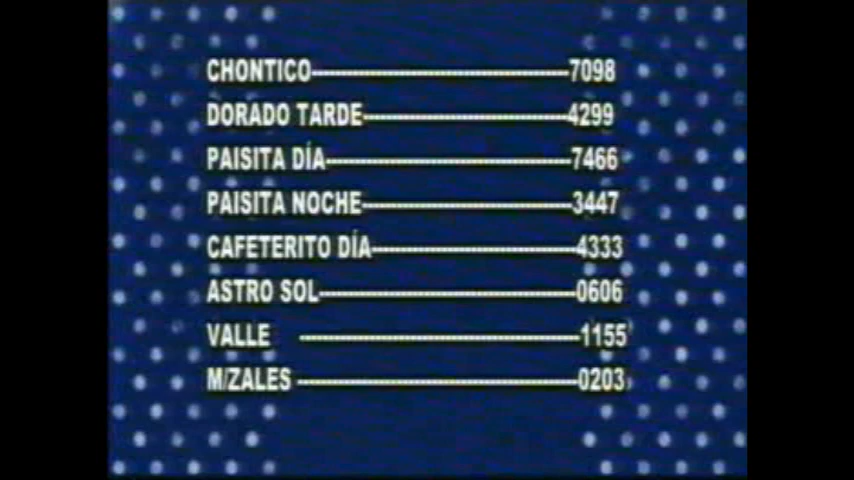 CHONTICO------------------------------------------7098
DORADO TARDE----------------------------------4299
PAISITA DÍA----------------------------------------7466
PAISITA NOCHE-----------------------------------3447
CAFETERITO DÍA----------------------------------4333
ASTRO SOL------------------------------------------0606
VALLE ----------------------------------------------1155
M/ZALES ----------------------------------------------0203